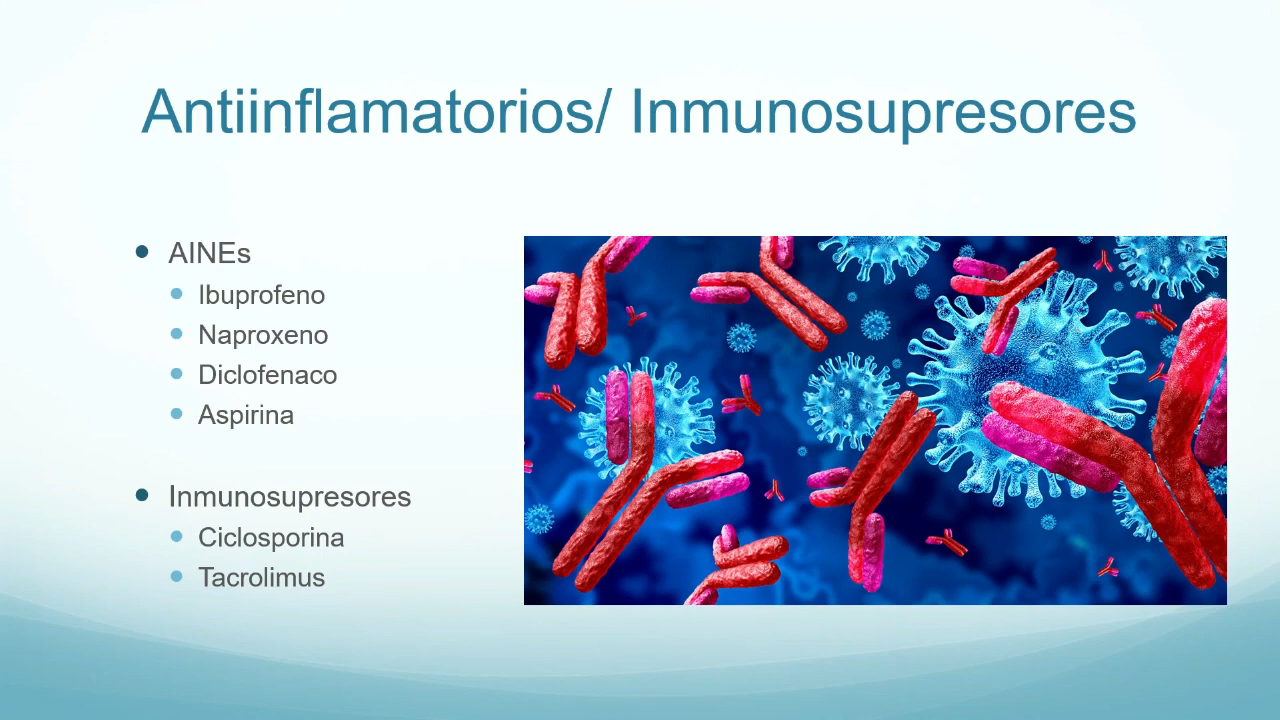 Antiinflamatorios/ Inmunosupresores
AINEs
Ibuprofeno
Naproxeno
Diclofenaco
Aspirina
Inmunosupresores
Ciclosporina
Tacrolimus